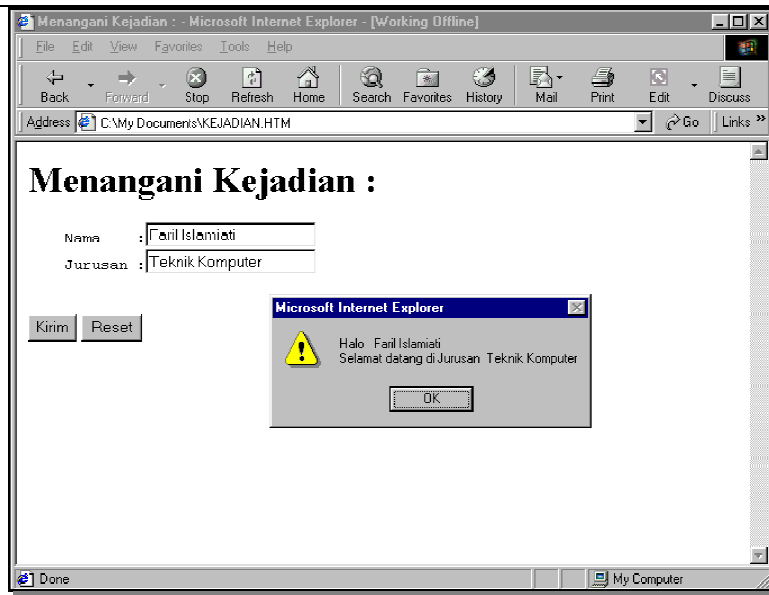 Menangani Kejadian : - Microsoft Internet Explorer - [Working Offline]
File Edit View Favorites Tools Help
Back Forward Stop Refresh Home Search Favorites History Mail Print Edit Discuss
Address C:\My Documents\KEJADIAN.HTM Go Links »
Menangani Kejadian :
Nama : Faril Islamiati
Jurusan : Teknik Komputer
Kirim Reset
Microsoft Internet Explorer
Halo Faril Islamiati
Selamat datang di Jurusan Teknik Komputer
OK
Done My Computer